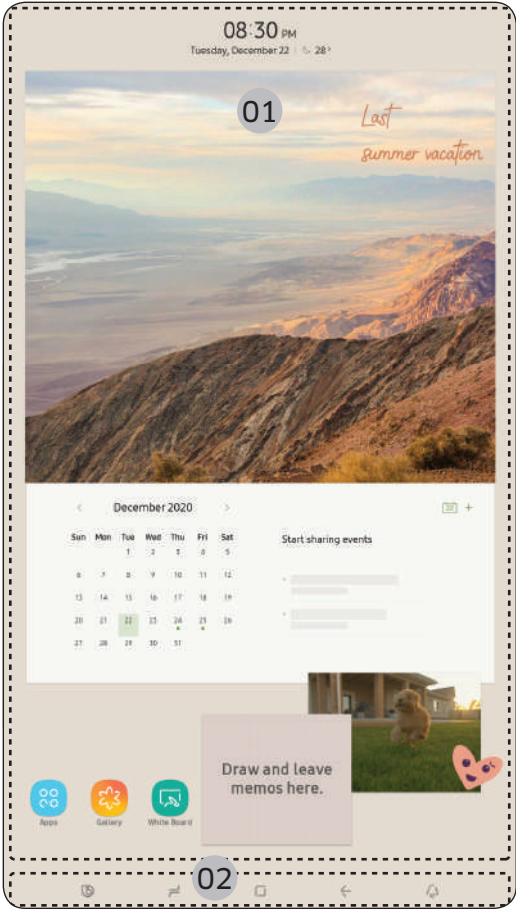 08:30 PM
Tuesday, December 22 28°
01
Last
summer vacation
December 2020
Sun Mon Tue Wed Thu Fri Sat
1 2 3 4 5
6 7 8 9 10 11 12
13 14 15 16 17 18 19
20 21 22 23 24 25 26
27 28 29 30 31
Start sharing events
Draw and leave
memos here.
Apps Gallery White Board
02